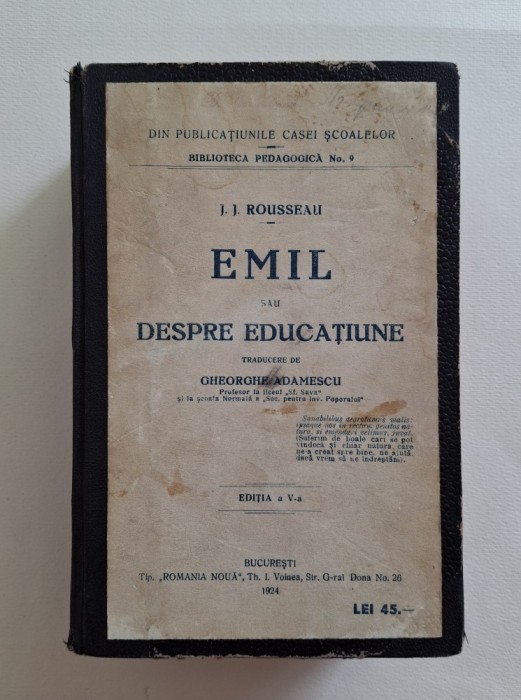 DIN PUBLICAȚIUNILE CASEI ȘCOALELOR
BIBLIOTECA PEDAGOGICĂ No. 9
J. J. ROUSSEAU
EMIL
SAU
DESPRE EDUCAȚIUNE
TRADUCERE DE
GHEORGHE ADAMESCU
Profesor la liceul „Sf. Sava"
și la școala Normală a „Soc. pentru înv. Poporului"
Sanabilibus aegrotamus malis;
ipsaque nos in rectum genitos na-
tura, si emendari velimus, juvat.
(Suferim de boale cari se pot
vindecà și chiar natura, care
ne-a creat spre bine, ne ajută,
dacă vrem să ne îndreptăm).
EDIȚIA a V-a
BUCUREȘTI
Tip. „ROMANIA NOUĂ", Th. I. Voinea, Str. G-ral Dona No. 26
1924
LEI 45.—